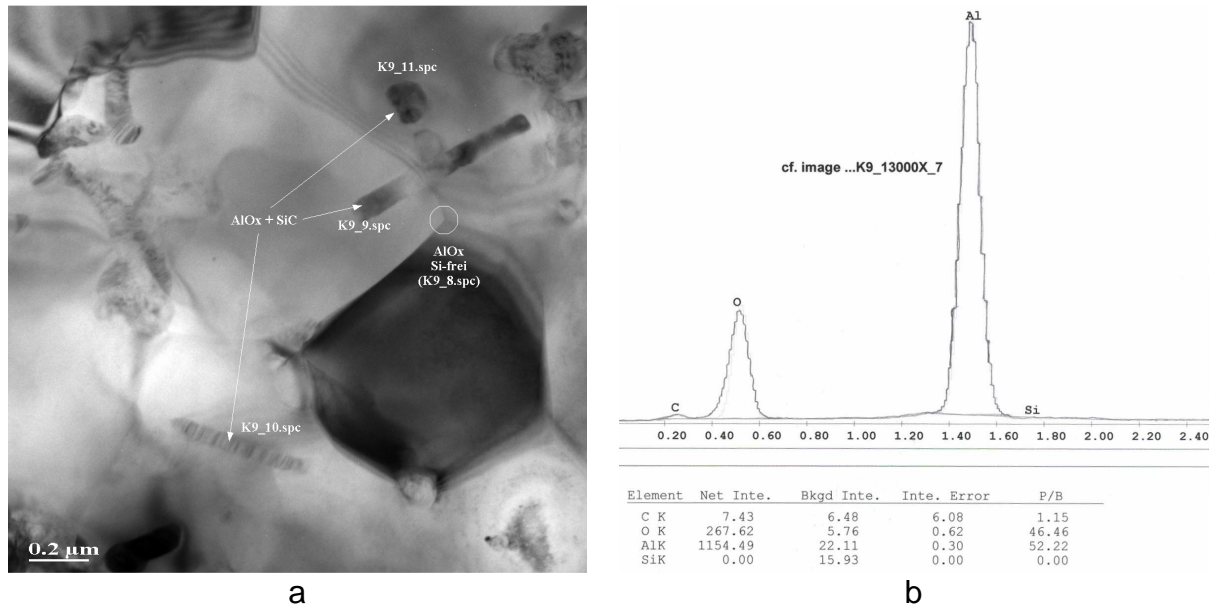 K9_11.spc
AlOx + SiC
K9_9.spc
AlOx
Si-frei
(K9_8.spc)
K9_10.spc
0.2 µm
a
Al
cf. image ...K9_13000X_7
O
C
Si
0.20 0.40 0.60 0.80 1.00 1.20 1.40 1.60 1.80 2.00 2.20 2.40
Element Net Inte. Bkgd Inte. Inte. Error P/B
C K 7.43 6.48 6.08 1.15
O K 267.62 5.76 0.62 46.46
AlK 1154.49 22.11 0.30 52.22
SiK 0.00 15.93 0.00 0.00
b